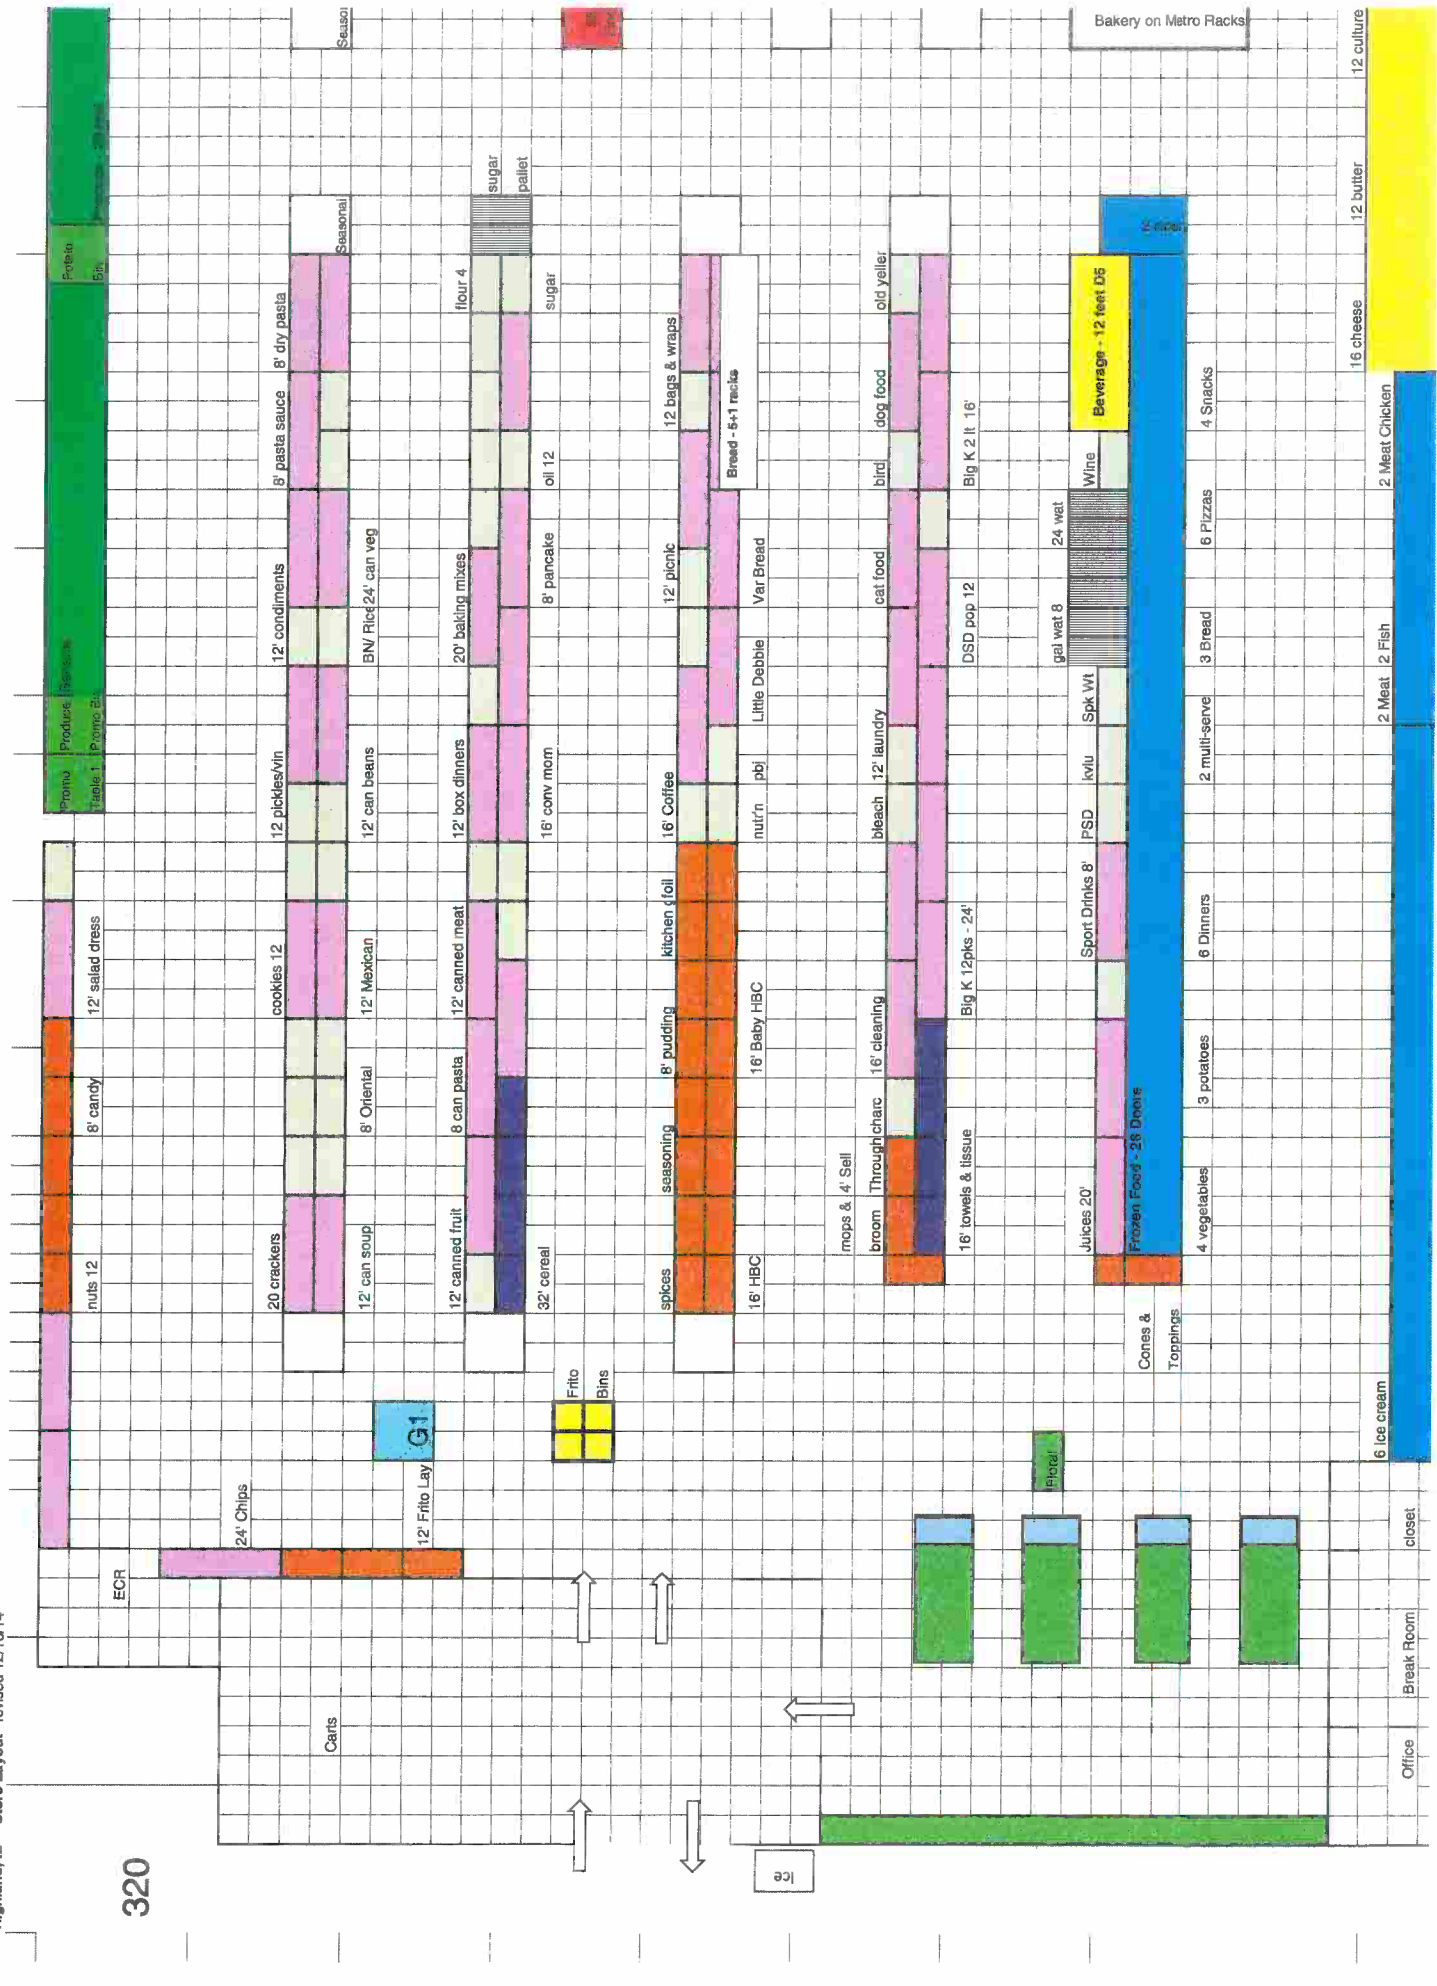 Store Layout - revised 12/10/14
320
Ice
Carts
ECR
24' Chips
12' Frito Lay
G1
Frito
Bins
Floral
Office
Break Room
closet
nuts 12
8' candy
12' salad dress
Promo
Table 1
Produce
Promo Bin
Potato
Bin
20 crackers
cookies 12
12 pickles/vin
12' condiments
8' pasta sauce
8' dry pasta
Seasonal
Season
12' can soup
8' Oriental
12' Mexican
12' can beans
BN/ Rice
24' can veg
12' canned fruit
8 can pasta
12' canned meat
12' box dinners
20' baking mixes
flour 4
sugar
pallet
32' cereal
16' conv morn
8' pancake
oil 12
sugar
spices
seasoning
8' pudding
kitchen g
foil
16' Coffee
12' picnic
12 bags & wraps
Bread - 5+1 racks
16' HBC
16' Baby HBC
nutr'n
pbj
Little Debbie
Var Bread
mops &
4' Sell
broom
Through
charc
16' cleaning
bleach
12' laundry
cat food
bird
dog food
old yeller
16' towels & tissue
Big K 12pks - 24'
DSD pop 12
Big K 2 lt 16'
Juices 20'
Sport Drinks 8'
PSD
kvlu
Spk Wt
gal wat 8
24 wat
Wine
Beverage - 12 feet D5
Bakery on Metro Racks
Frozen Food - 28 Doors
Cones &
Toppings
4 vegetables
3 potatoes
6 Dinners
2 multi-serve
3 Bread
6 Pizzas
4 Snacks
6 Ice cream
2 Meat
2 Fish
2 Meat Chicken
16 cheese
12 butter
12 culture